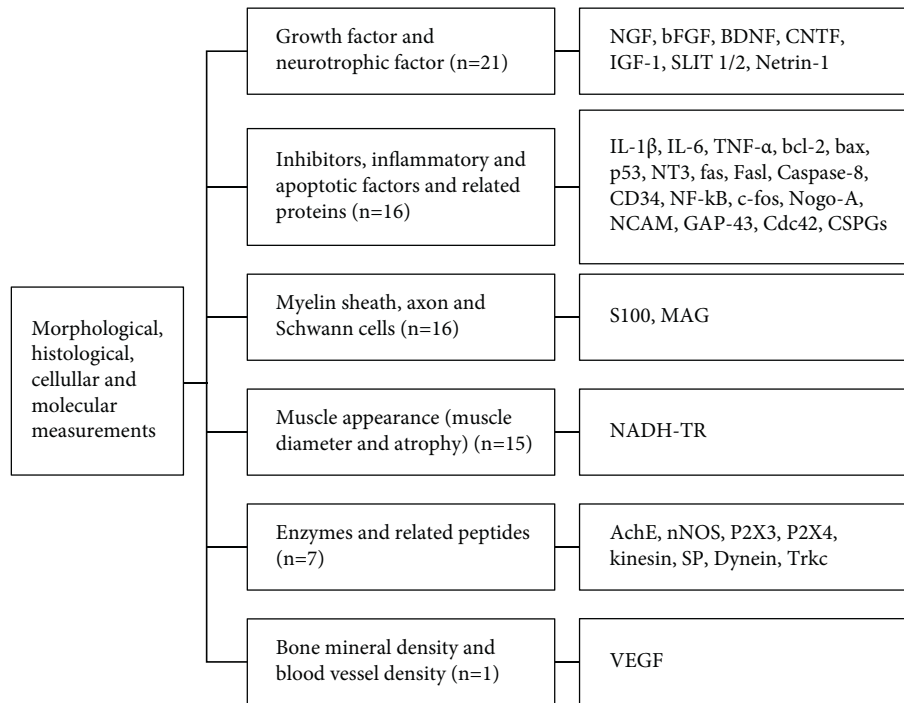 Morphological,
histological,
cellullar and
molecular
measurements
Growth factor and
neurotrophic factor (n=21)
NGF, bFGF, BDNF, CNTF,
IGF-1, SLIT 1/2, Netrin-1
Inhibitors, inflammatory and
apoptotic factors and related
proteins (n=16)
IL-1β, IL-6, TNF-α, bcl-2, bax,
p53, NT3, fas, Fasl, Caspase-8,
CD34, NF-kB, c-fos, Nogo-A,
NCAM, GAP-43, Cdc42, CSPGs
Myelin sheath, axon and
Schwann cells (n=16)
S100, MAG
Muscle appearance (muscle
diameter and atrophy) (n=15)
NADH-TR
Enzymes and related peptides
(n=7)
AchE, nNOS, P2X3, P2X4,
kinesin, SP, Dynein, Trkc
Bone mineral density and
blood vessel density (n=1)
VEGF